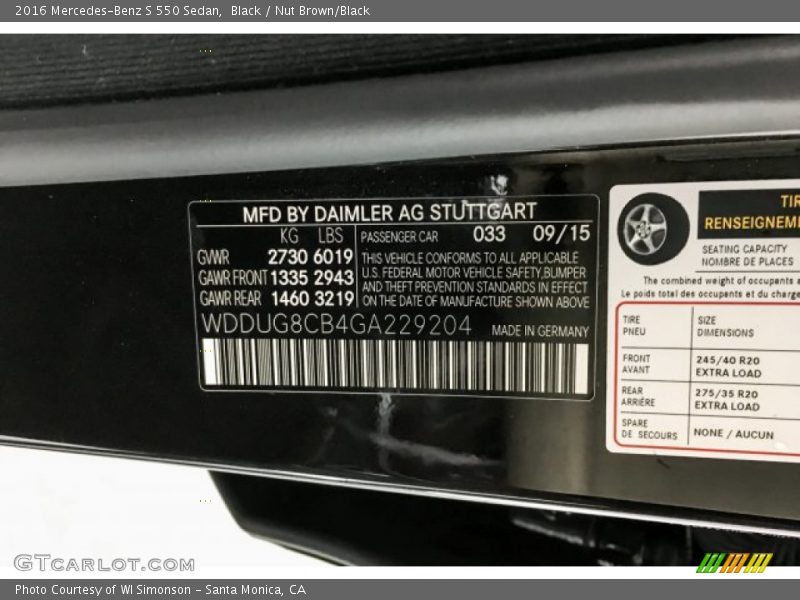 2016 Mercedes-Benz S 550 Sedan,  Black / Nut Brown/Black
MFD BY DAIMLER AG STUTTGART
KG LBS
GVWR 2730 6019
GAWR FRONT 1335 2943
GAWR REAR 1460 3219
PASSENGER CAR 033 09/15
THIS VEHICLE CONFORMS TO ALL APPLICABLE
U.S. FEDERAL MOTOR VEHICLE SAFETY, BUMPER
AND THEFT PREVENTION STANDARDS IN EFFECT
ON THE DATE OF MANUFACTURE SHOWN ABOVE
WDDUG8CB4GA229204 MADE IN GERMANY
RENSEIGNEM
SEATING CAPACITY
NOMBRE DE PLACES
The combined weight of occupants
Le poids total des occupants et du
TIRE
PNEU
SIZE
DIMENSIONS
FRONT
AVANT
245/40 R20
EXTRA LOAD
REAR
ARRIÈRE
275/35 R20
EXTRA LOAD
SPARE
DE SECOURS
NONE / AUCUN
GTCARLOT.COM
Photo Courtesy of WI Simonson - Santa Monica, CA